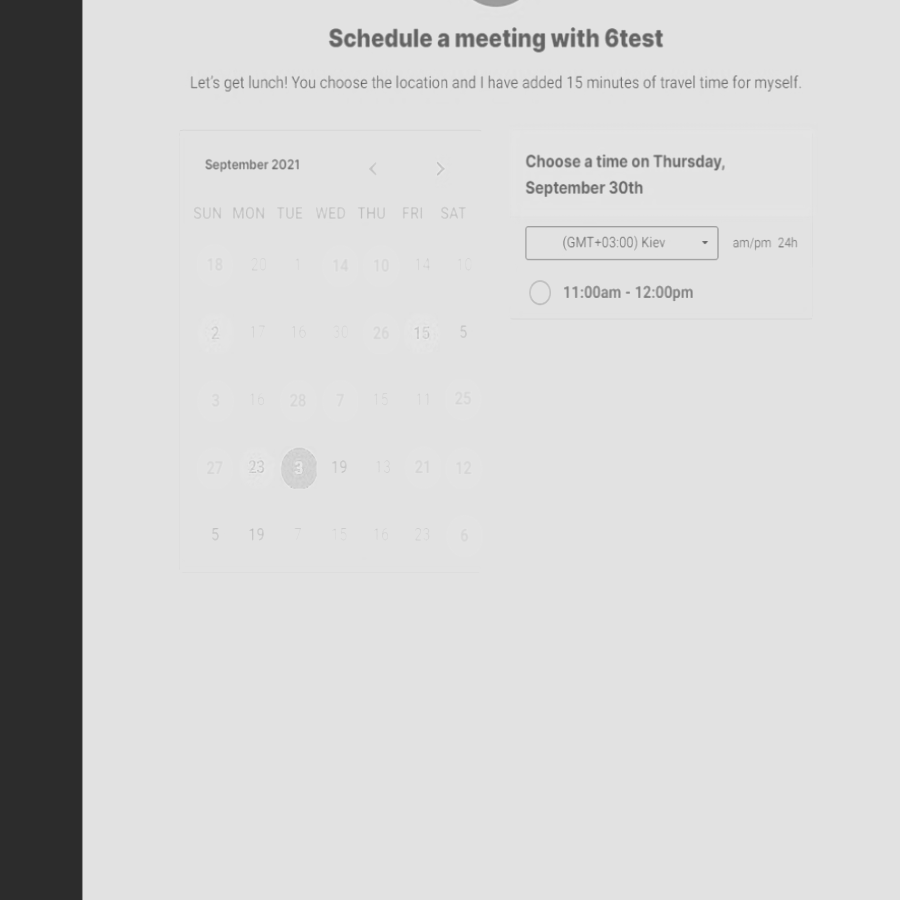 Schedule a meeting with 6test
Let's get lunch! You choose the location and I have added 15 minutes of travel time for myself.
September 2021
SUN MON TUE WED THU FRI SAT
18 1 14 10 14
2 17 16 26 15 5
3 16 28 7 15 11 25
27 23 3 19 13 21 12
5 19 7 15 16 23 6
Choose a time on Thursday,
September 30th
(GMT+03:00) Kiev am/pm 24h
11:00am - 12:00pm